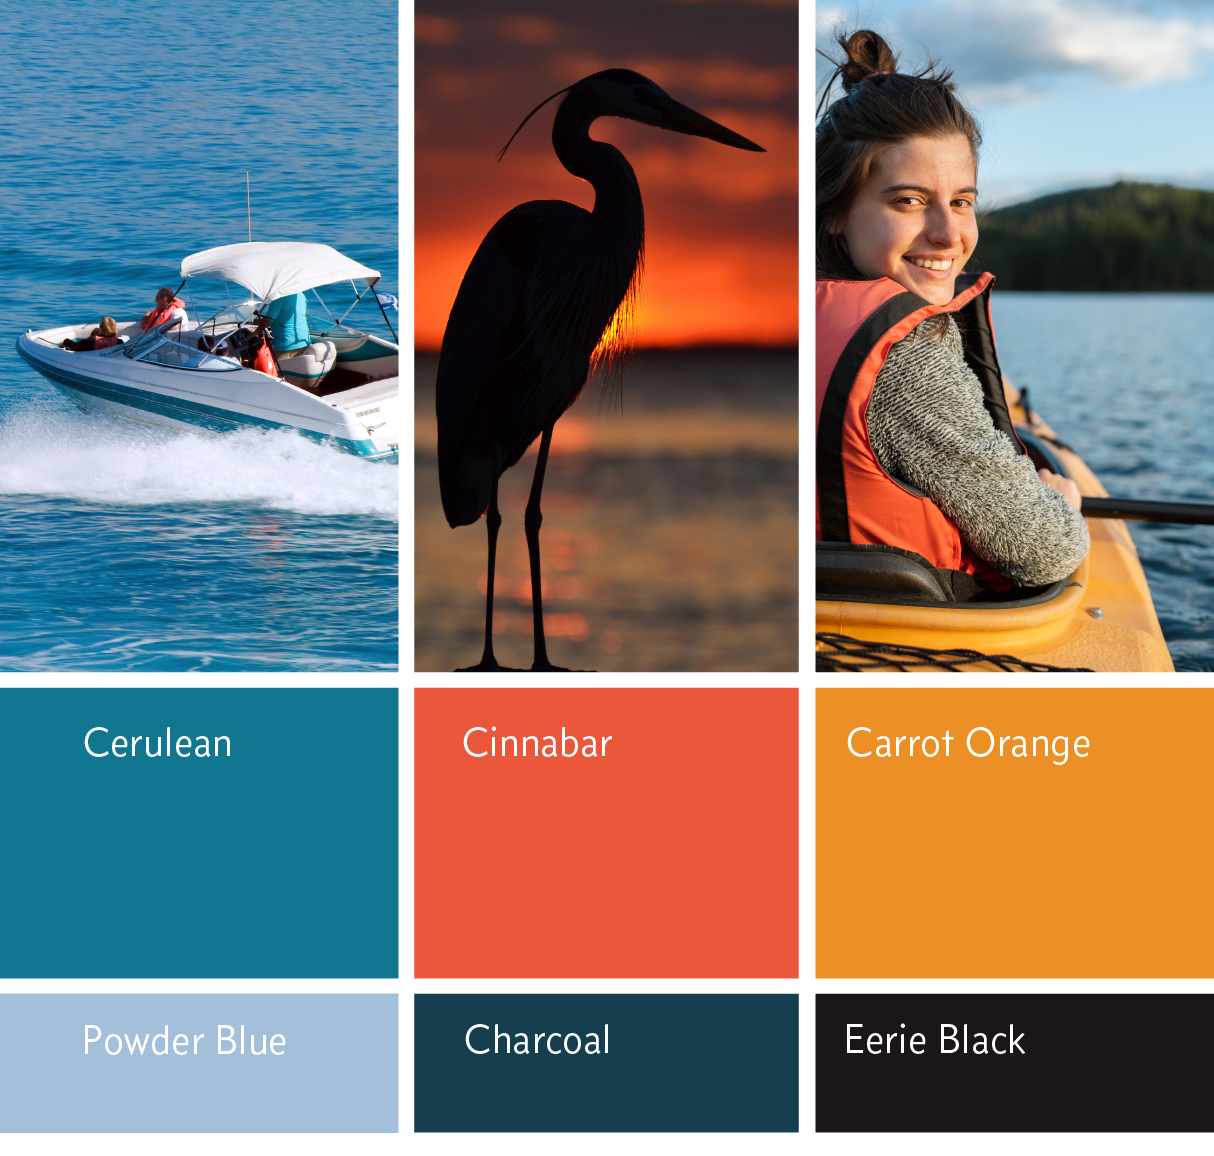 Cerulean
Cinnabar
Carrot Orange
Powder Blue
Charcoal
Eerie Black